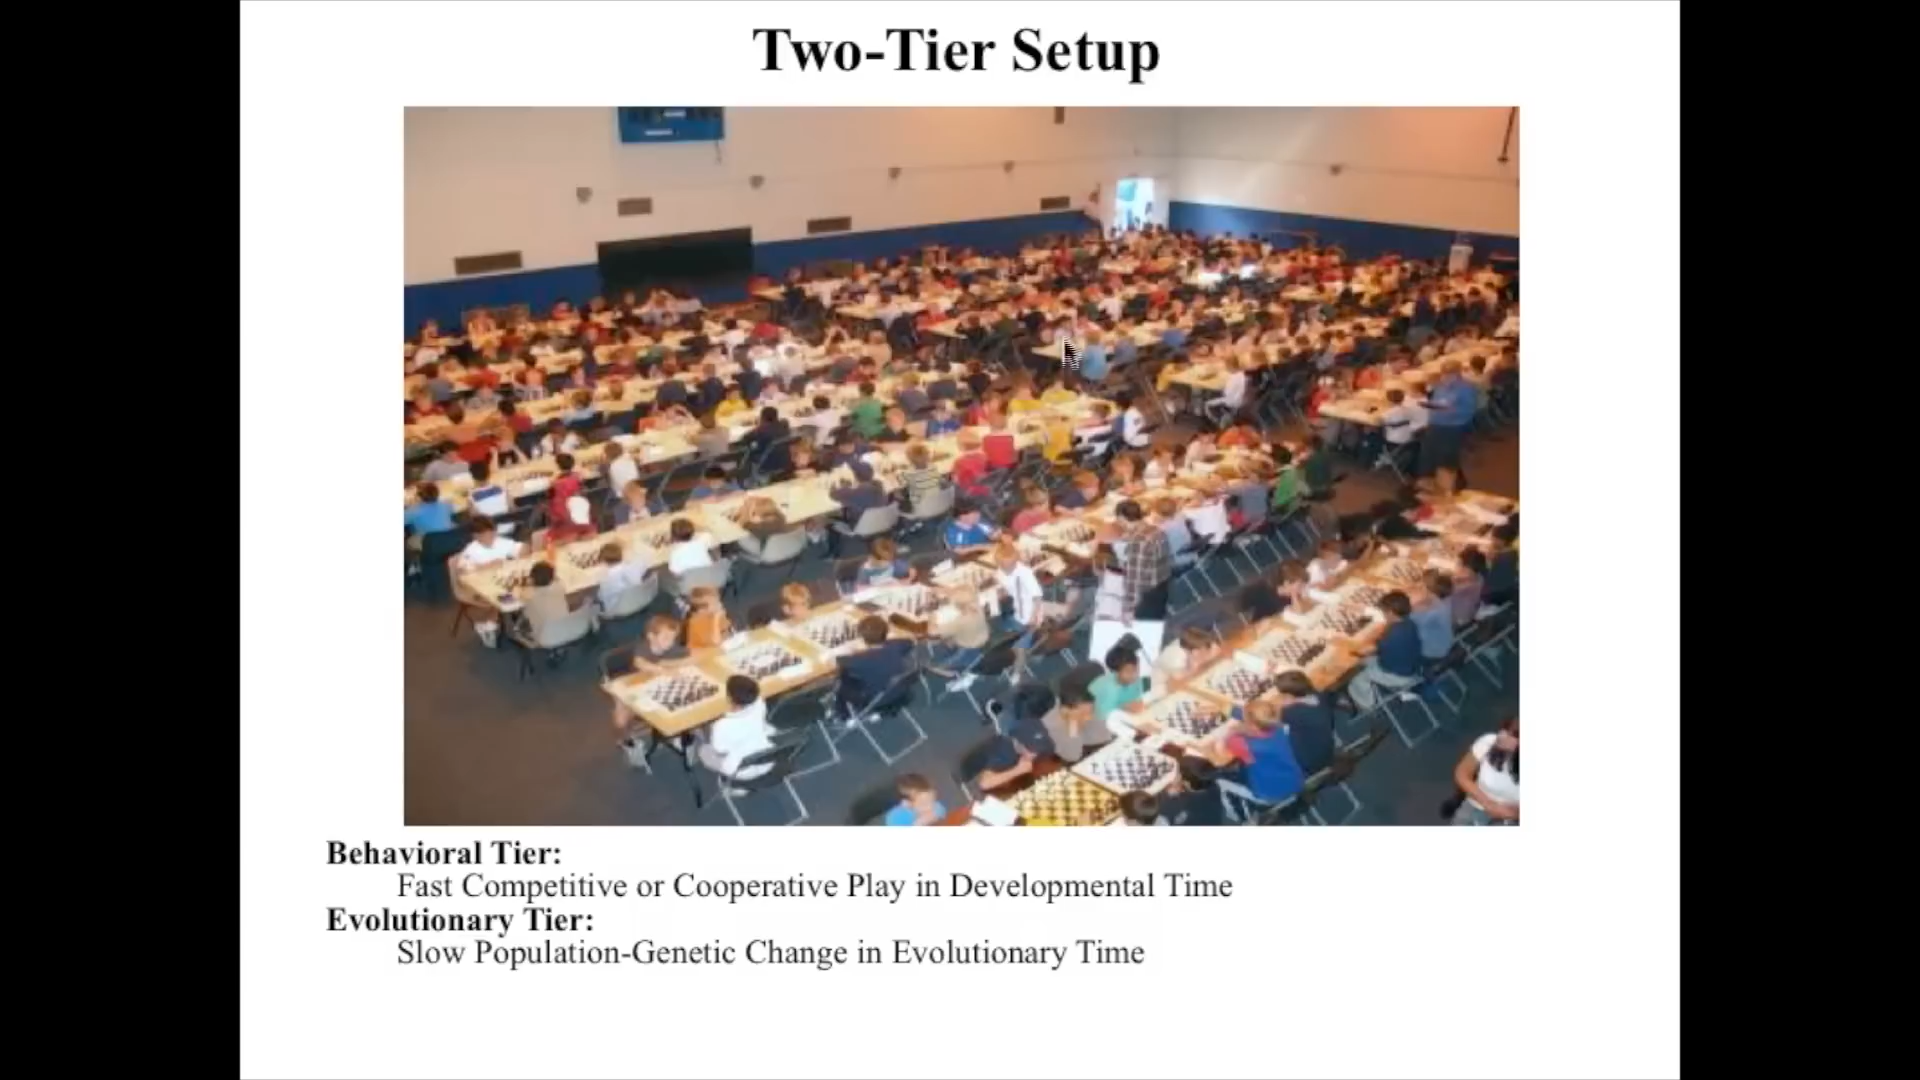 Two-Tier Setup
Behavioral Tier:
Fast Competitive or Cooperative Play in Developmental Time
Evolutionary Tier:
Slow Population-Genetic Change in Evolutionary Time